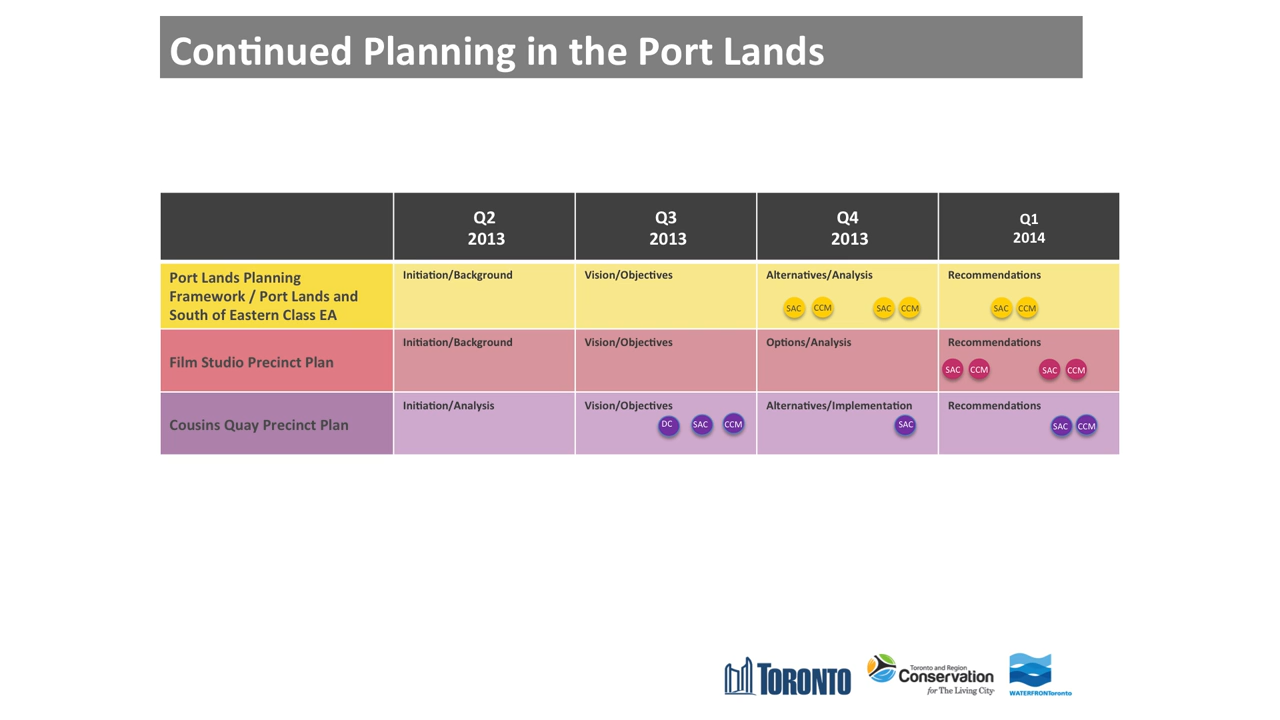 Continued Planning in the Port Lands
Q2
2013
Q3
2013
Q4
2013
Q1
2014
Port Lands Planning
Framework / Port Lands and
South of Eastern Class EA
Initiation/Background
Vision/Objectives
Alternatives/Analysis
SAC CCM SAC CCM
Recommendations
SAC CCM
Film Studio Precinct Plan
Initiation/Background
Vision/Objectives
Options/Analysis
Recommendations
SAC CCM SAC CCM
Cousins Quay Precinct Plan
Initiation/Analysis
Vision/Objectives
DC SAC CCM
Alternatives/Implementation
SAC
Recommendations
SAC CCM
TORONTO
Toronto and Region
Conservation
for The Living City
WATERFRONToronto